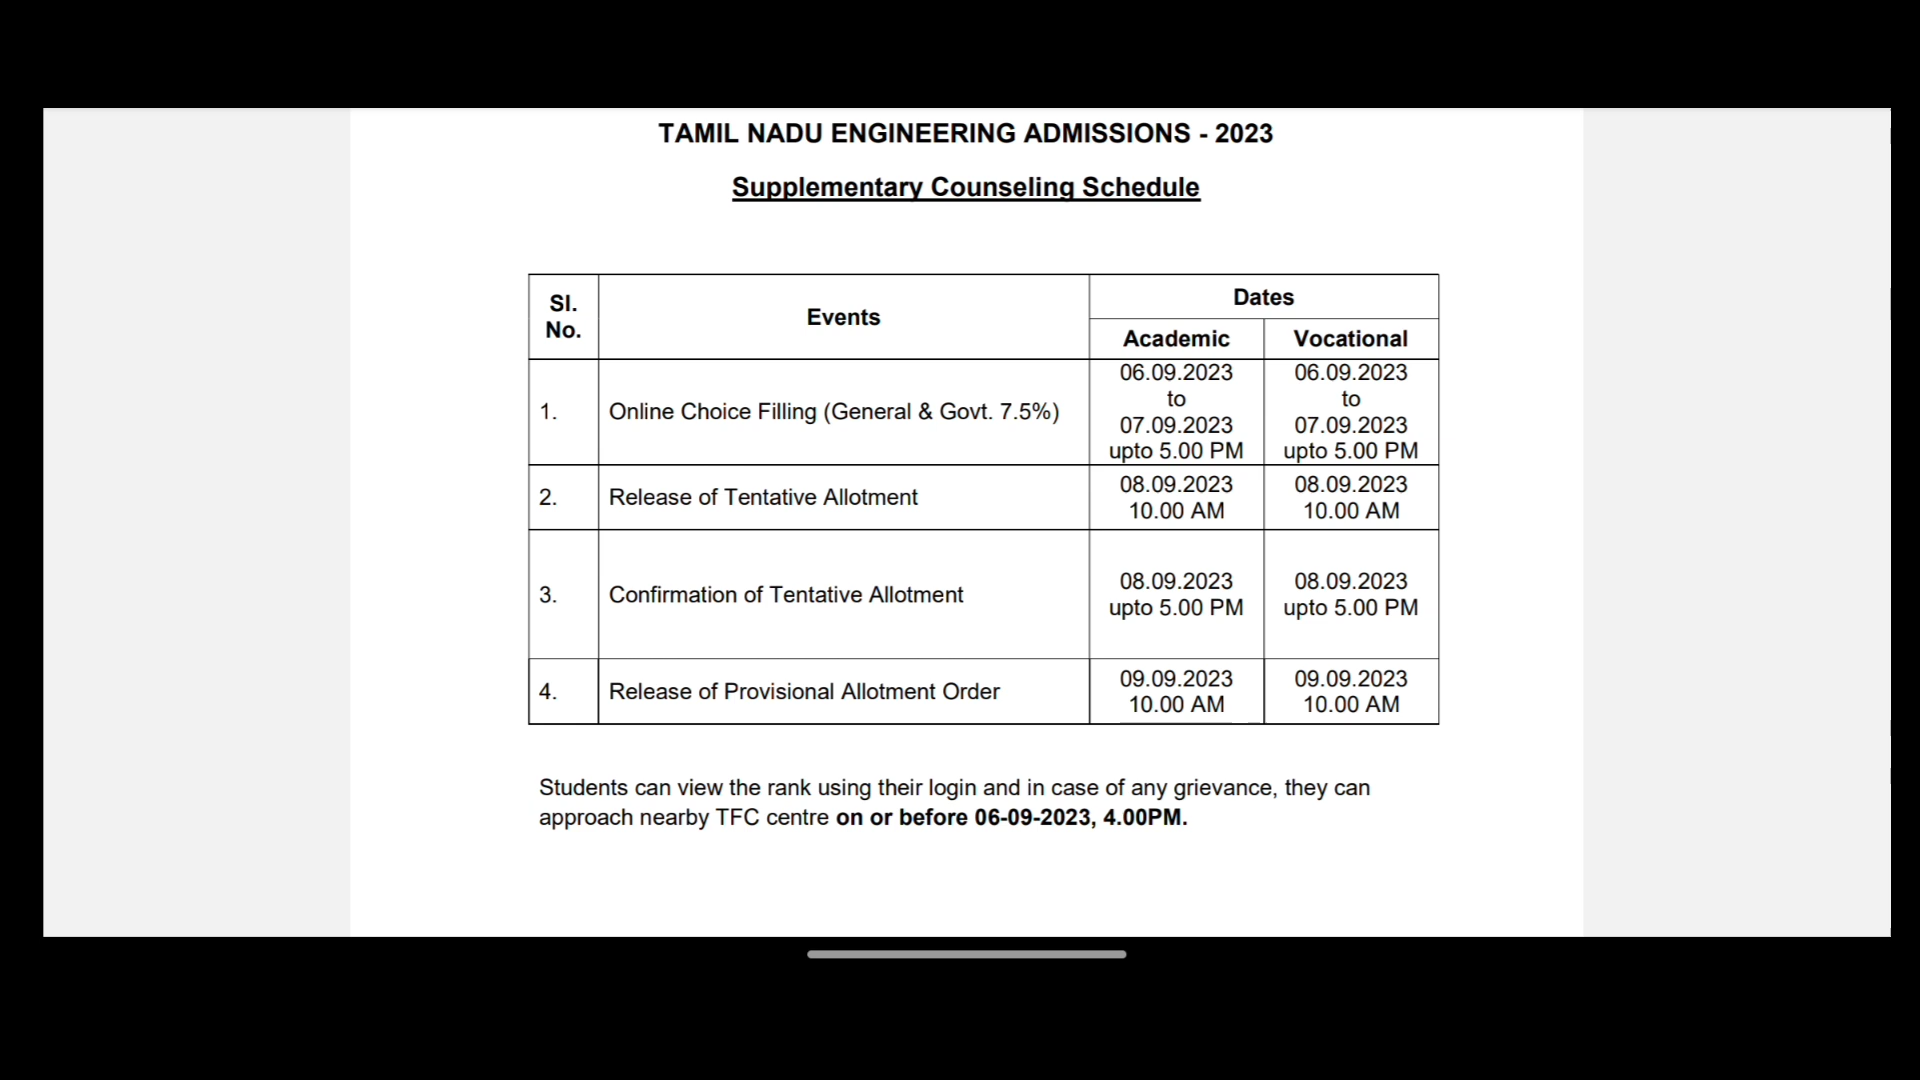 TAMIL NADU ENGINEERING ADMISSIONS - 2023
Supplementary Counseling Schedule
Sl.
No.
Events
Dates
Academic
Vocational
1.
Online Choice Filling (General & Govt. 7.5%)
06.09.2023
to
07.09.2023
upto 5.00 PM
06.09.2023
to
07.09.2023
upto 5.00 PM
2.
Release of Tentative Allotment
08.09.2023
10.00 AM
08.09.2023
10.00 AM
3.
Confirmation of Tentative Allotment
08.09.2023
upto 5.00 PM
08.09.2023
upto 5.00 PM
4.
Release of Provisional Allotment Order
09.09.2023
10.00 AM
09.09.2023
10.00 AM
Students can view the rank using their login and in case of any grievance, they can
approach nearby TFC centre on or before 06-09-2023, 4.00PM.